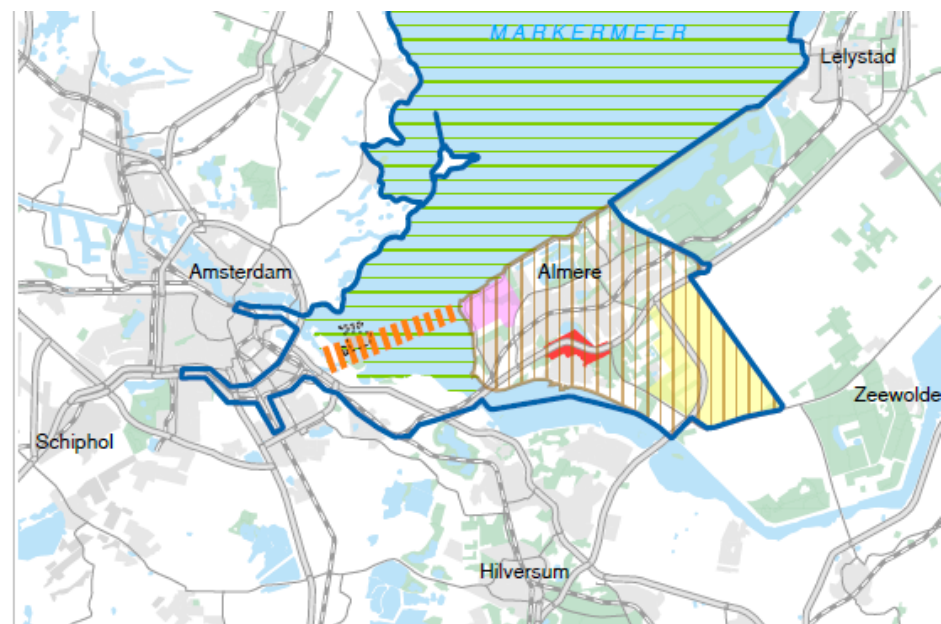 MARKERMEER
Lelystad
Amsterdam
Almere
Zeewolde
Schiphol
Hilversum